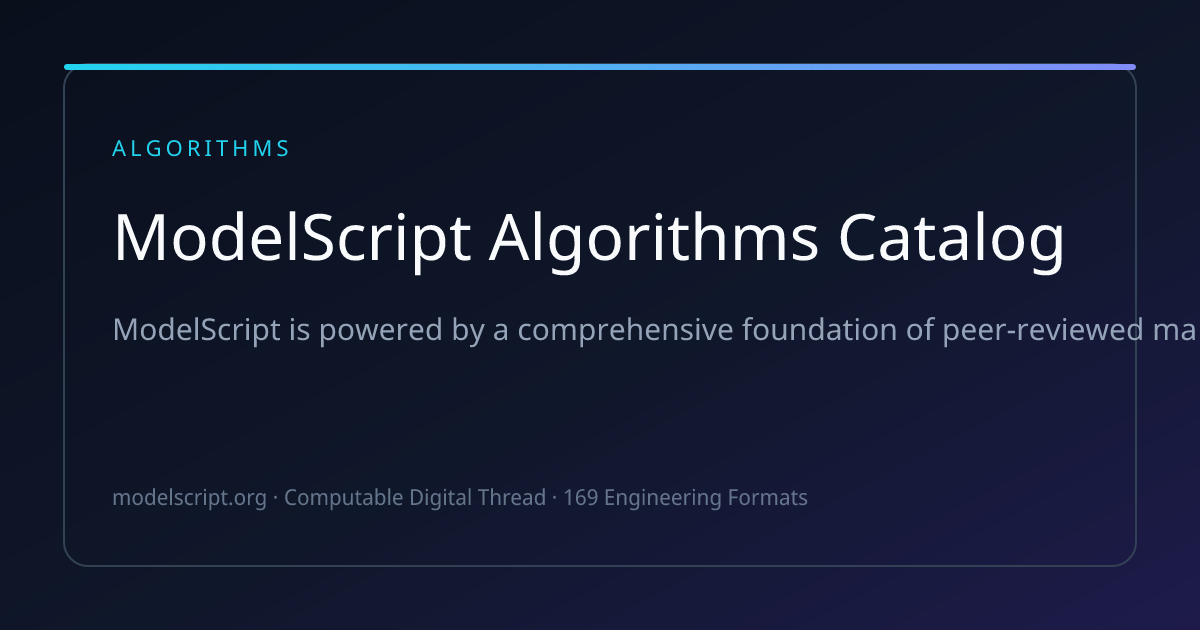 ALGORITHMS
ModelScript Algorithms Catalog
ModelScript is powered by a comprehensive foundation of peer-reviewed ma
modelscript.org · Computable Digital Thread · 169 Engineering Formats